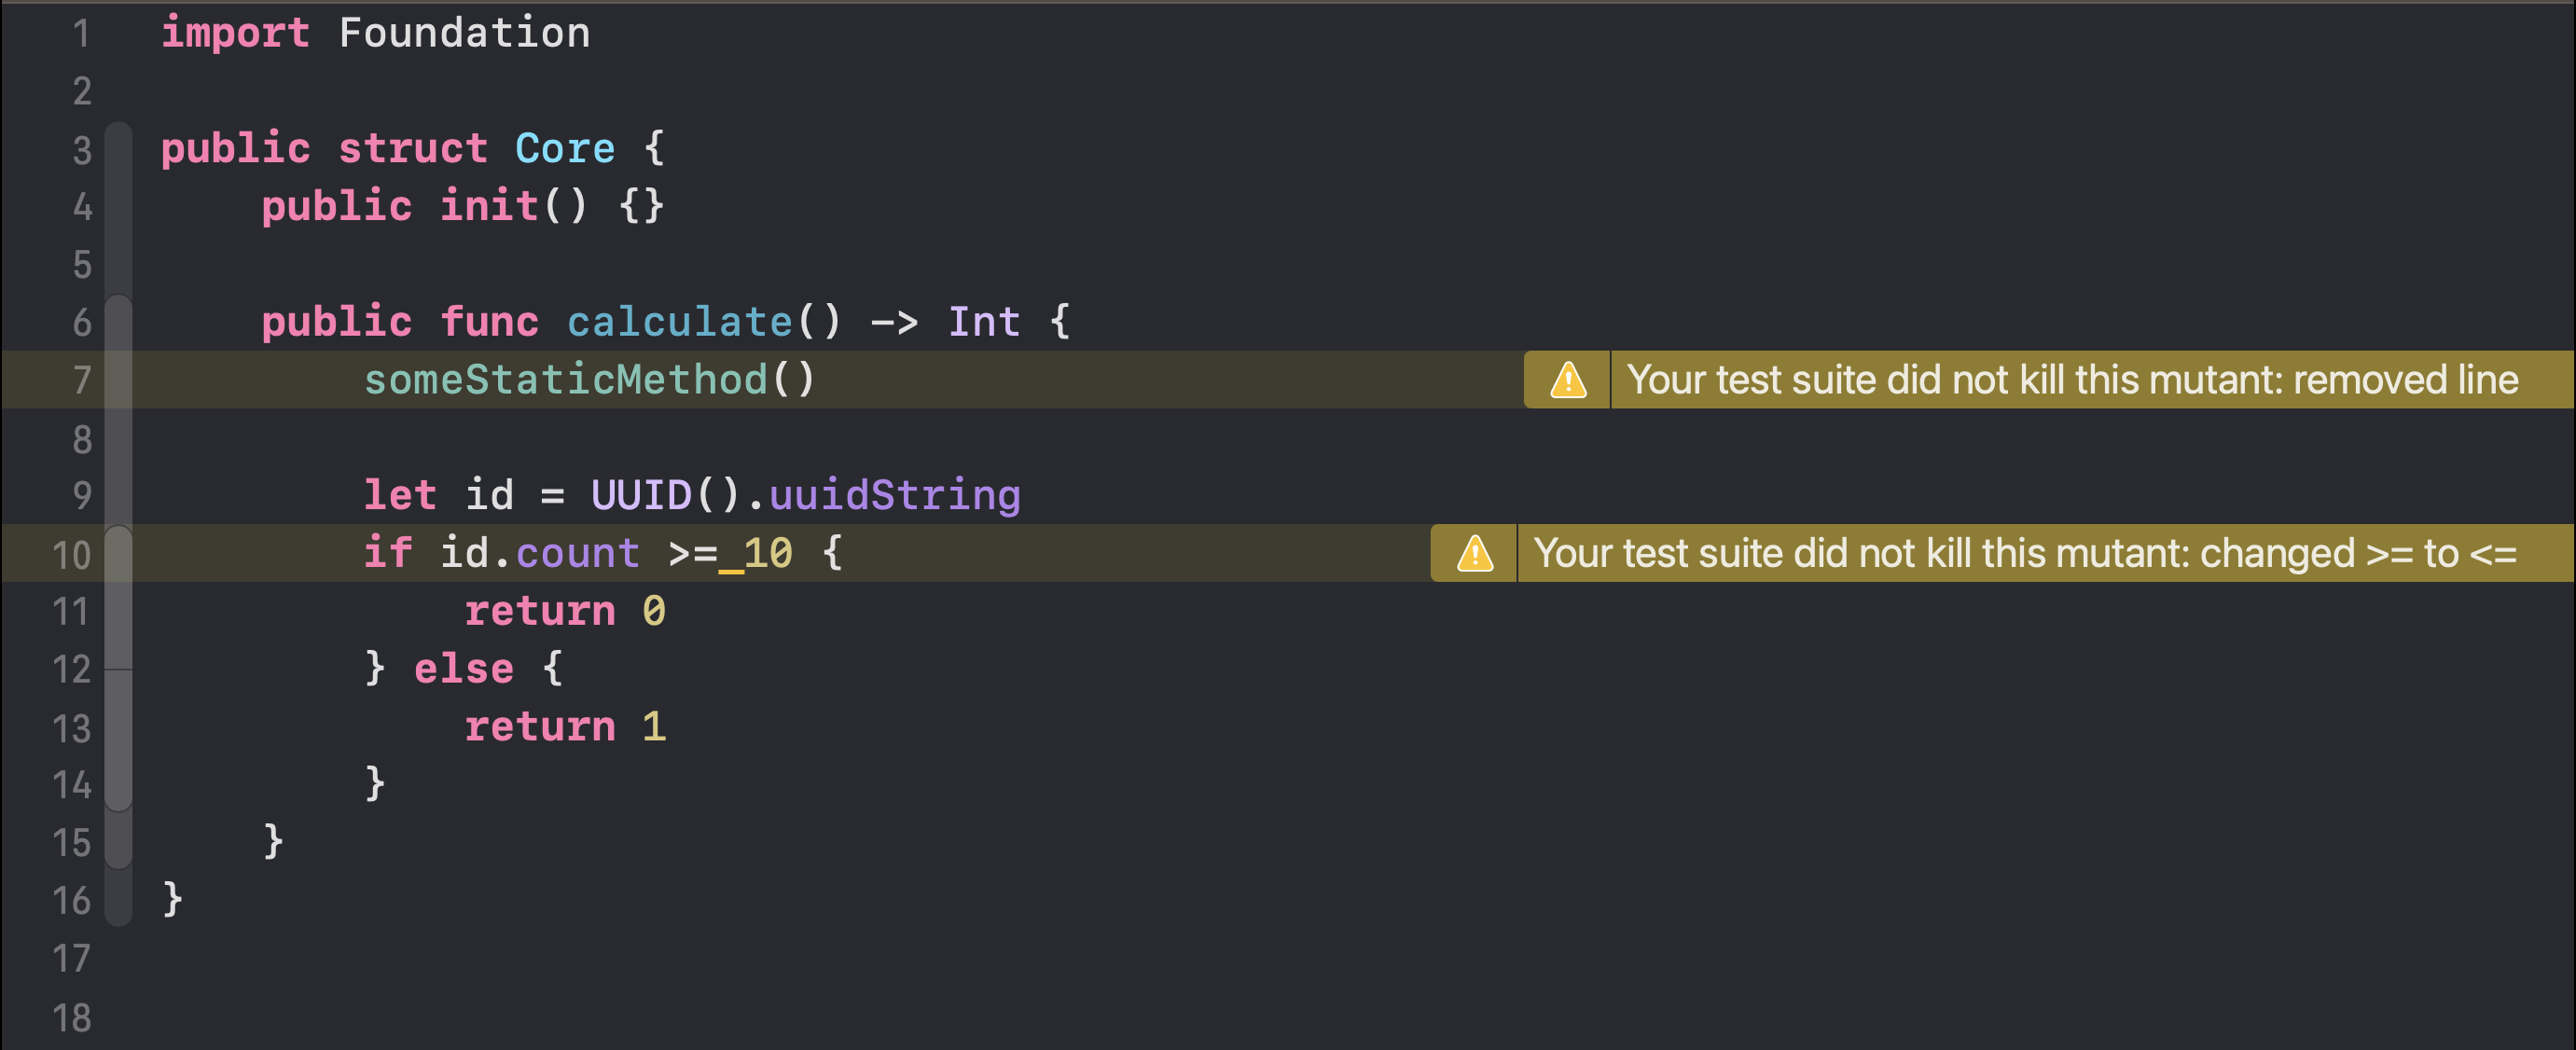 1 import Foundation
2
3 public struct Core {
4     public init() {}
5
6     public func calculate() -> Int {
7         someStaticMethod() Your test suite did not kill this mutant: removed line
8
9         let id = UUID().uuidString
10         if id.count >= 10 { Your test suite did not kill this mutant: changed >= to <=
11             return 0
12         } else {
13             return 1
14         }
15     }
16 }
17
18